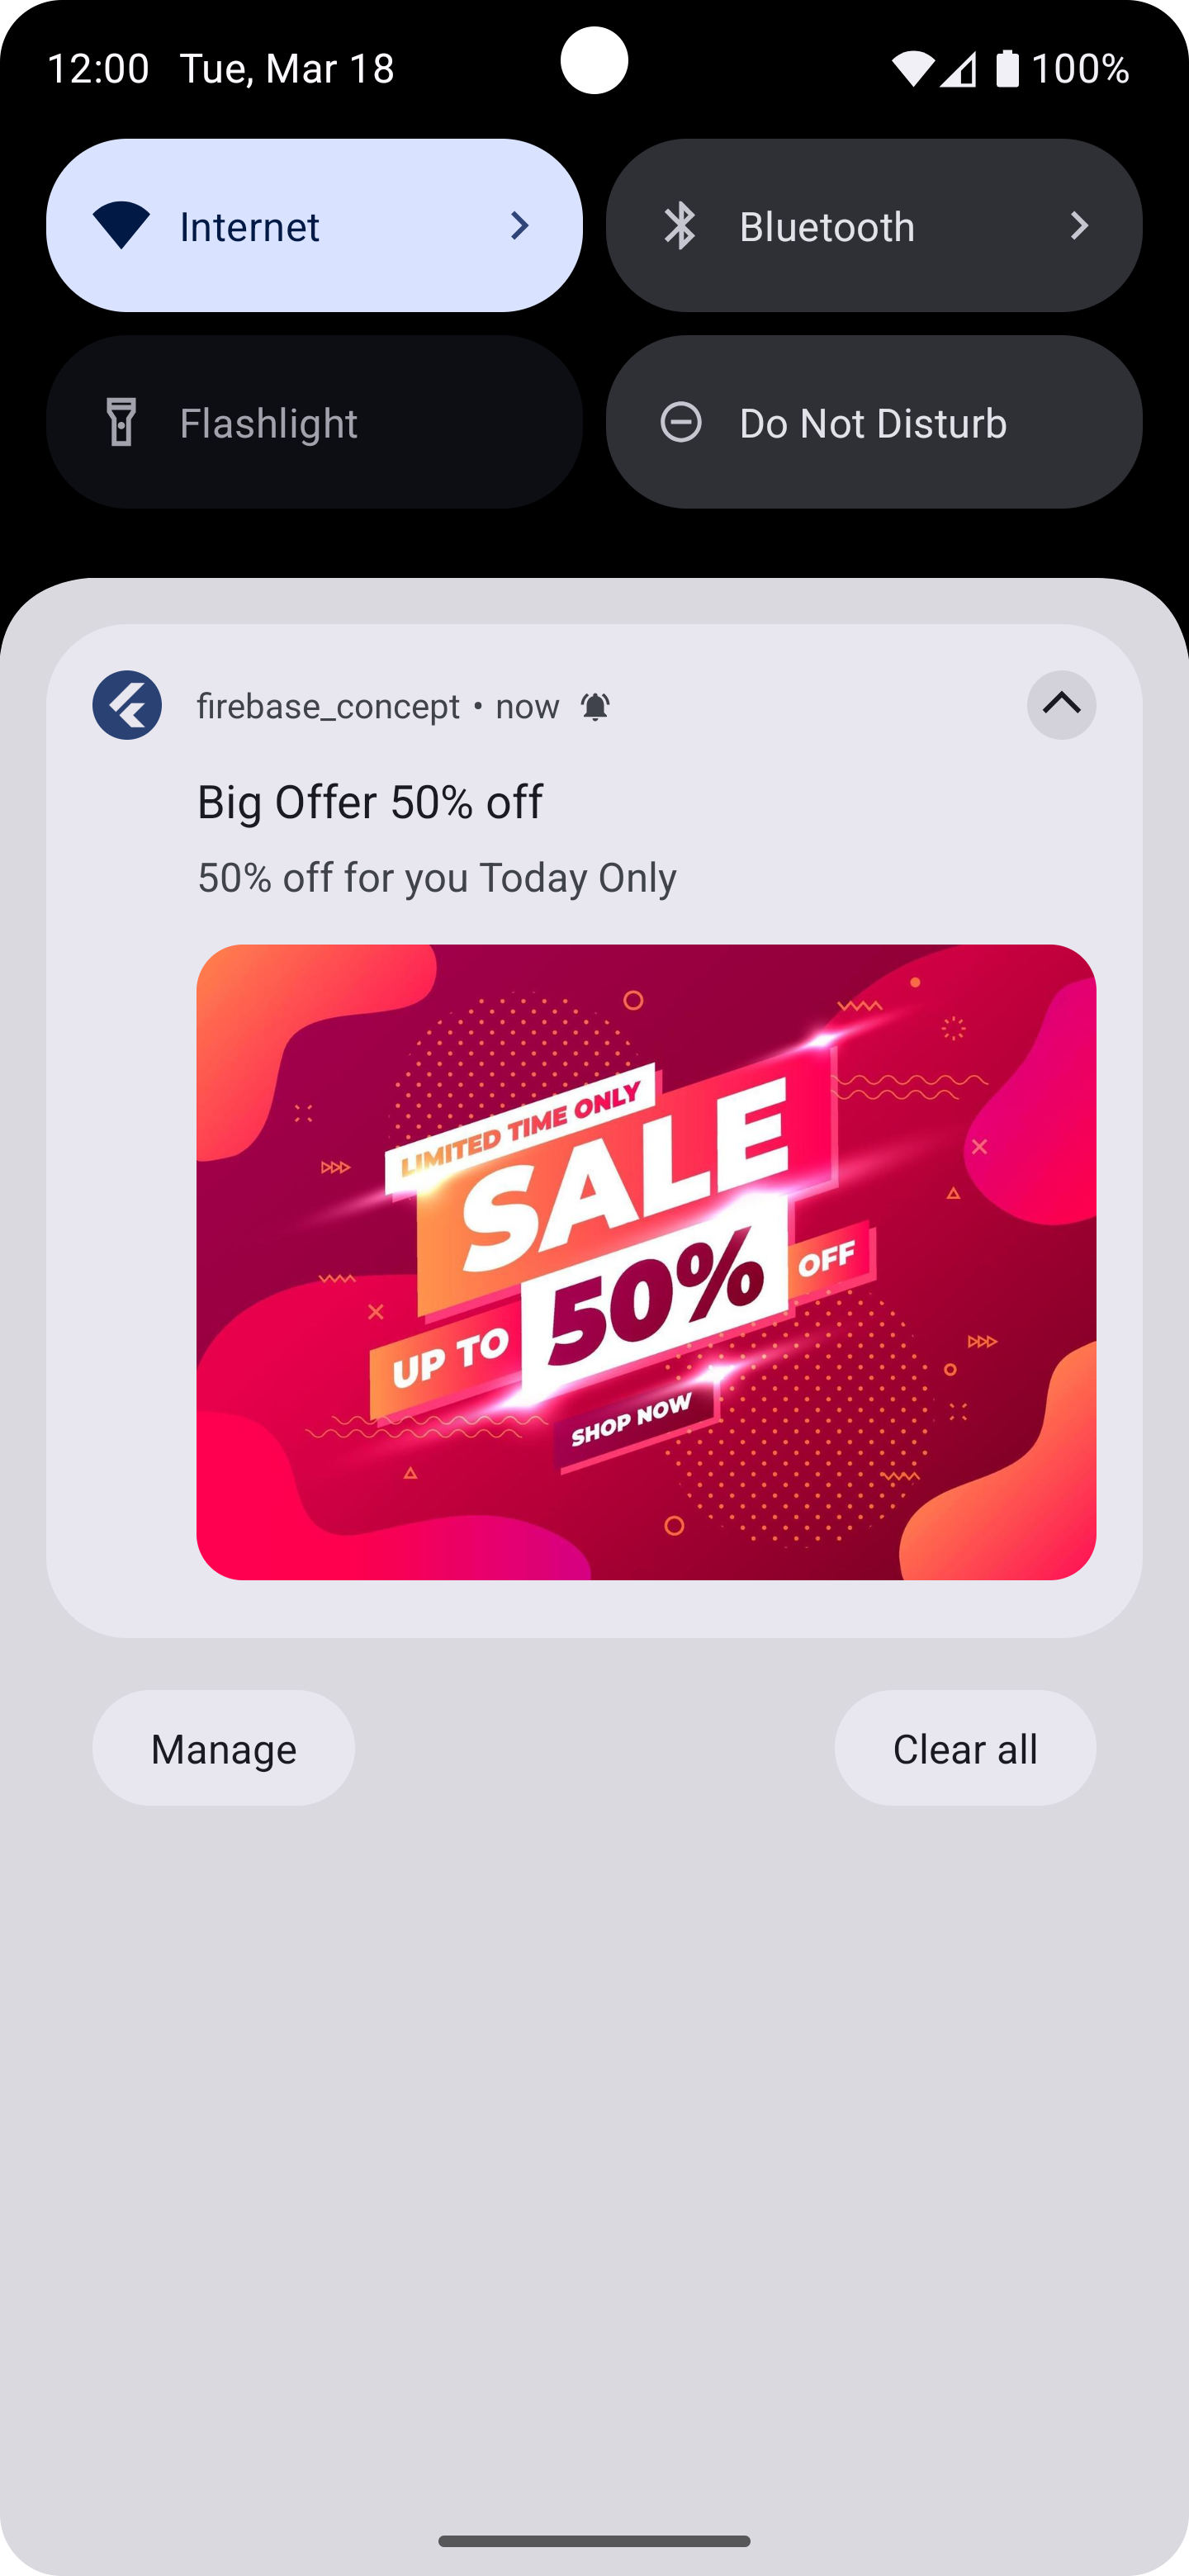 12:00 Tue, Mar 18 100%
Internet
Bluetooth
Flashlight
Do Not Disturb
firebase_concept • now
Big Offer 50% off
50% off for you Today Only
LIMITED TIME ONLY
SALE
UP TO 50% OFF
SHOP NOW
Manage
Clear all